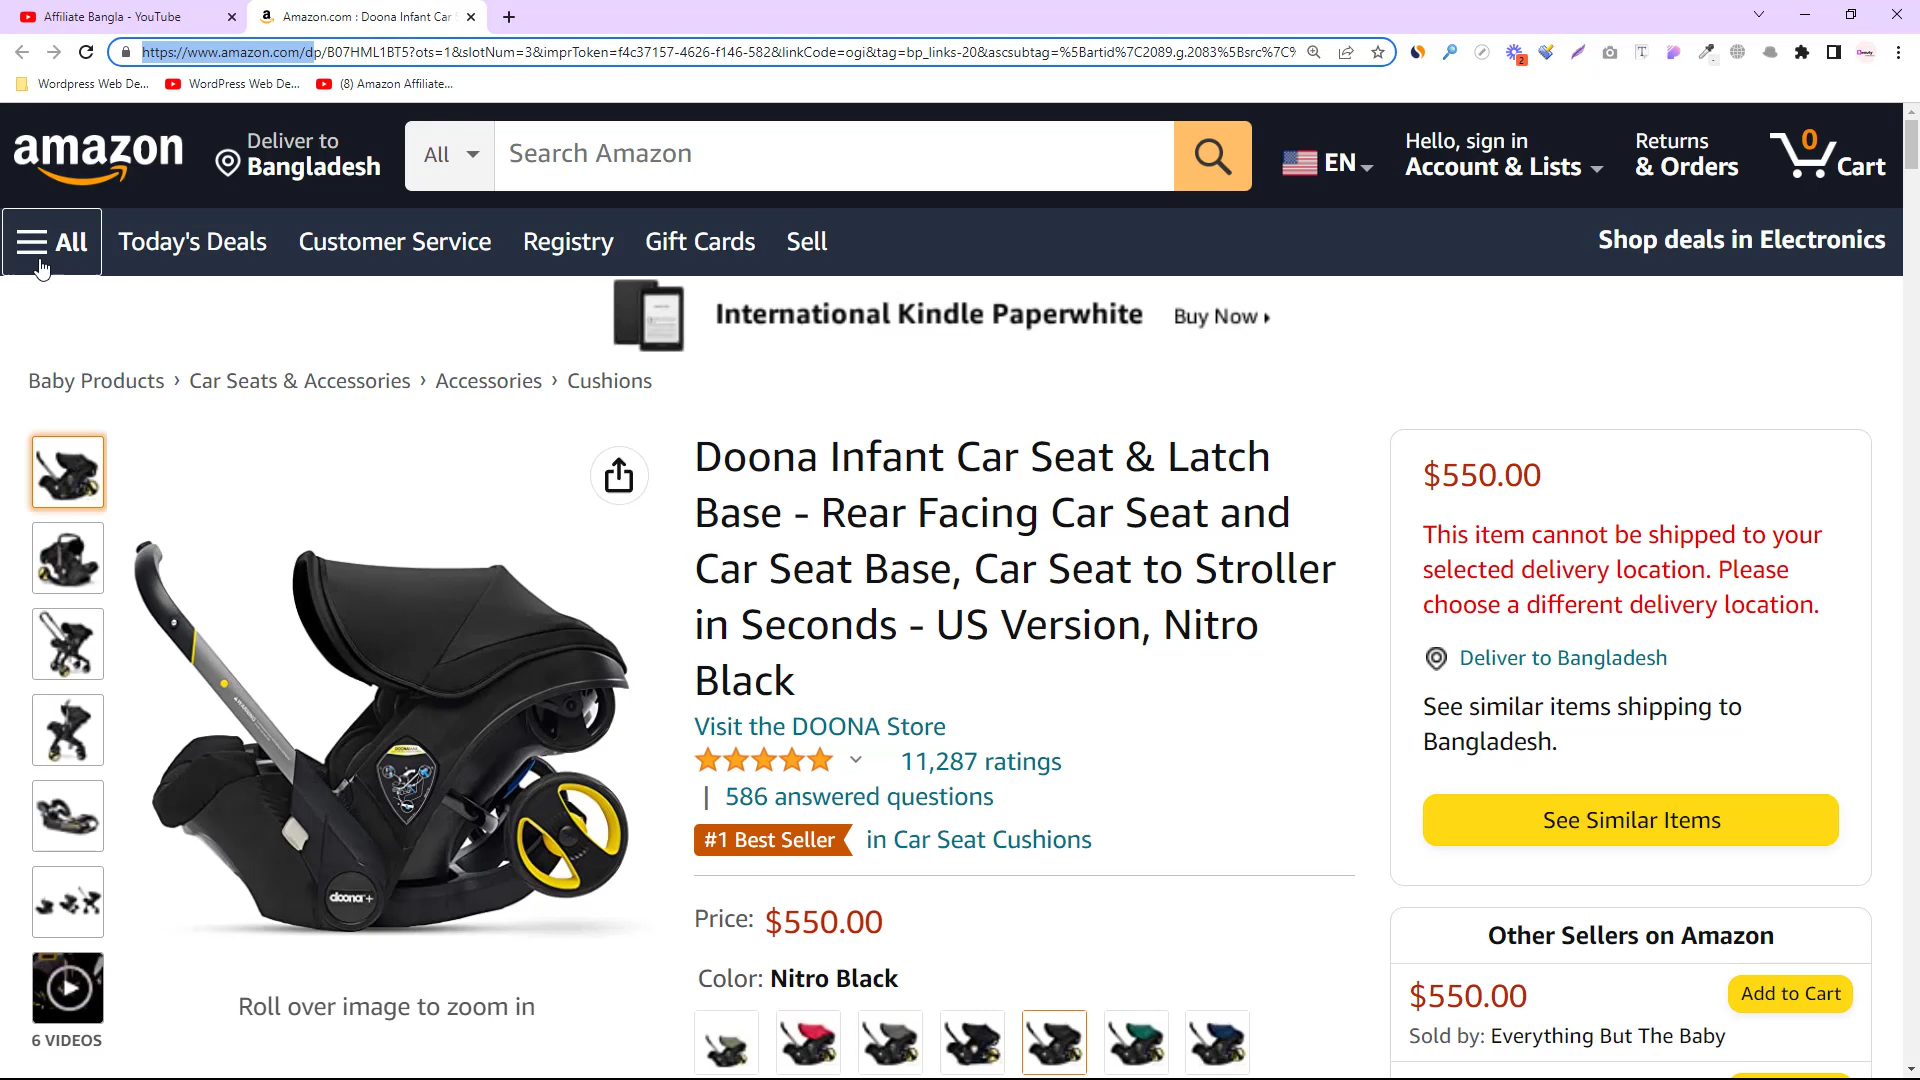 Affiliate Bangla - YouTube
Amazon.com : Doona Infant Car
https://www.amazon.com/dp/B07HML1BT5?ots=1&slotNum=3&imprToken=f4c37157-4626-f146-582&linkCode=ogi&tag=bp_links-20&ascsubtag=%5Bartid%7C2089.g.2083%5Bsrc%7C9
2
Wordpress Web De...
WordPress Web De...
(8) Amazon Affiliate...
amazon
Deliver to
Bangladesh
All
Search Amazon
EN
Hello, sign in
Account & Lists
Returns
& Orders
0
Cart
All
Today's Deals
Customer Service
Registry
Gift Cards
Sell
Shop deals in Electronics
International Kindle Paperwhite
Buy Now
Baby Products › Car Seats & Accessories › Accessories › Cushions
Doona Infant Car Seat & Latch
Base - Rear Facing Car Seat and
Car Seat Base, Car Seat to Stroller
in Seconds - US Version, Nitro
Black
Visit the DOONA Store
11,287 ratings
| 586 answered questions
#1 Best Seller in Car Seat Cushions
Price: $550.00
Color: Nitro Black
doona+
Roll over image to zoom in
6 VIDEOS
$550.00
This item cannot be shipped to your
selected delivery location. Please
choose a different delivery location.
Deliver to Bangladesh
See similar items shipping to
Bangladesh.
See Similar Items
Other Sellers on Amazon
$550.00
Add to Cart
Sold by: Everything But The Baby